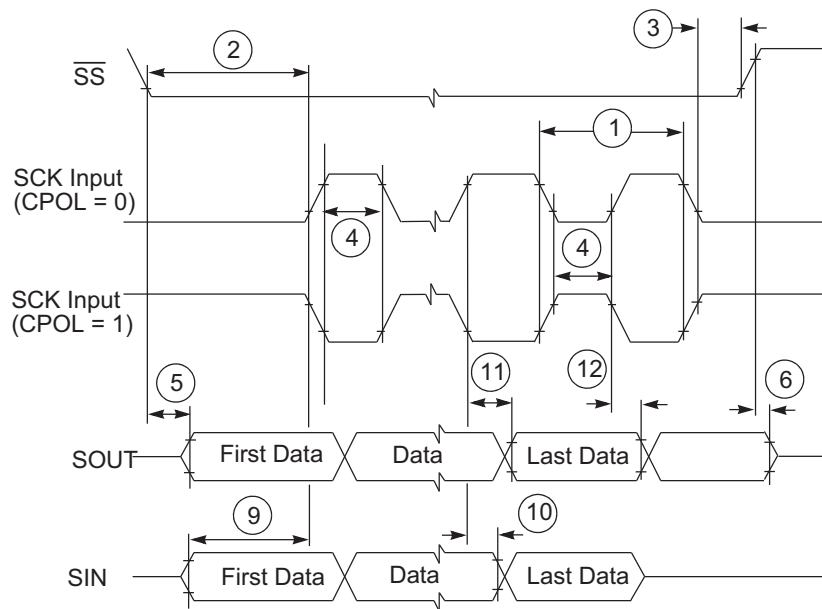 2
3
S̅S̅
1
SCK Input
(CPOL = 0)
4
4
SCK Input
(CPOL = 1)
5
11
12
6
SOUT
First Data
Data
Last Data
9
10
SIN
First Data
Data
Last Data